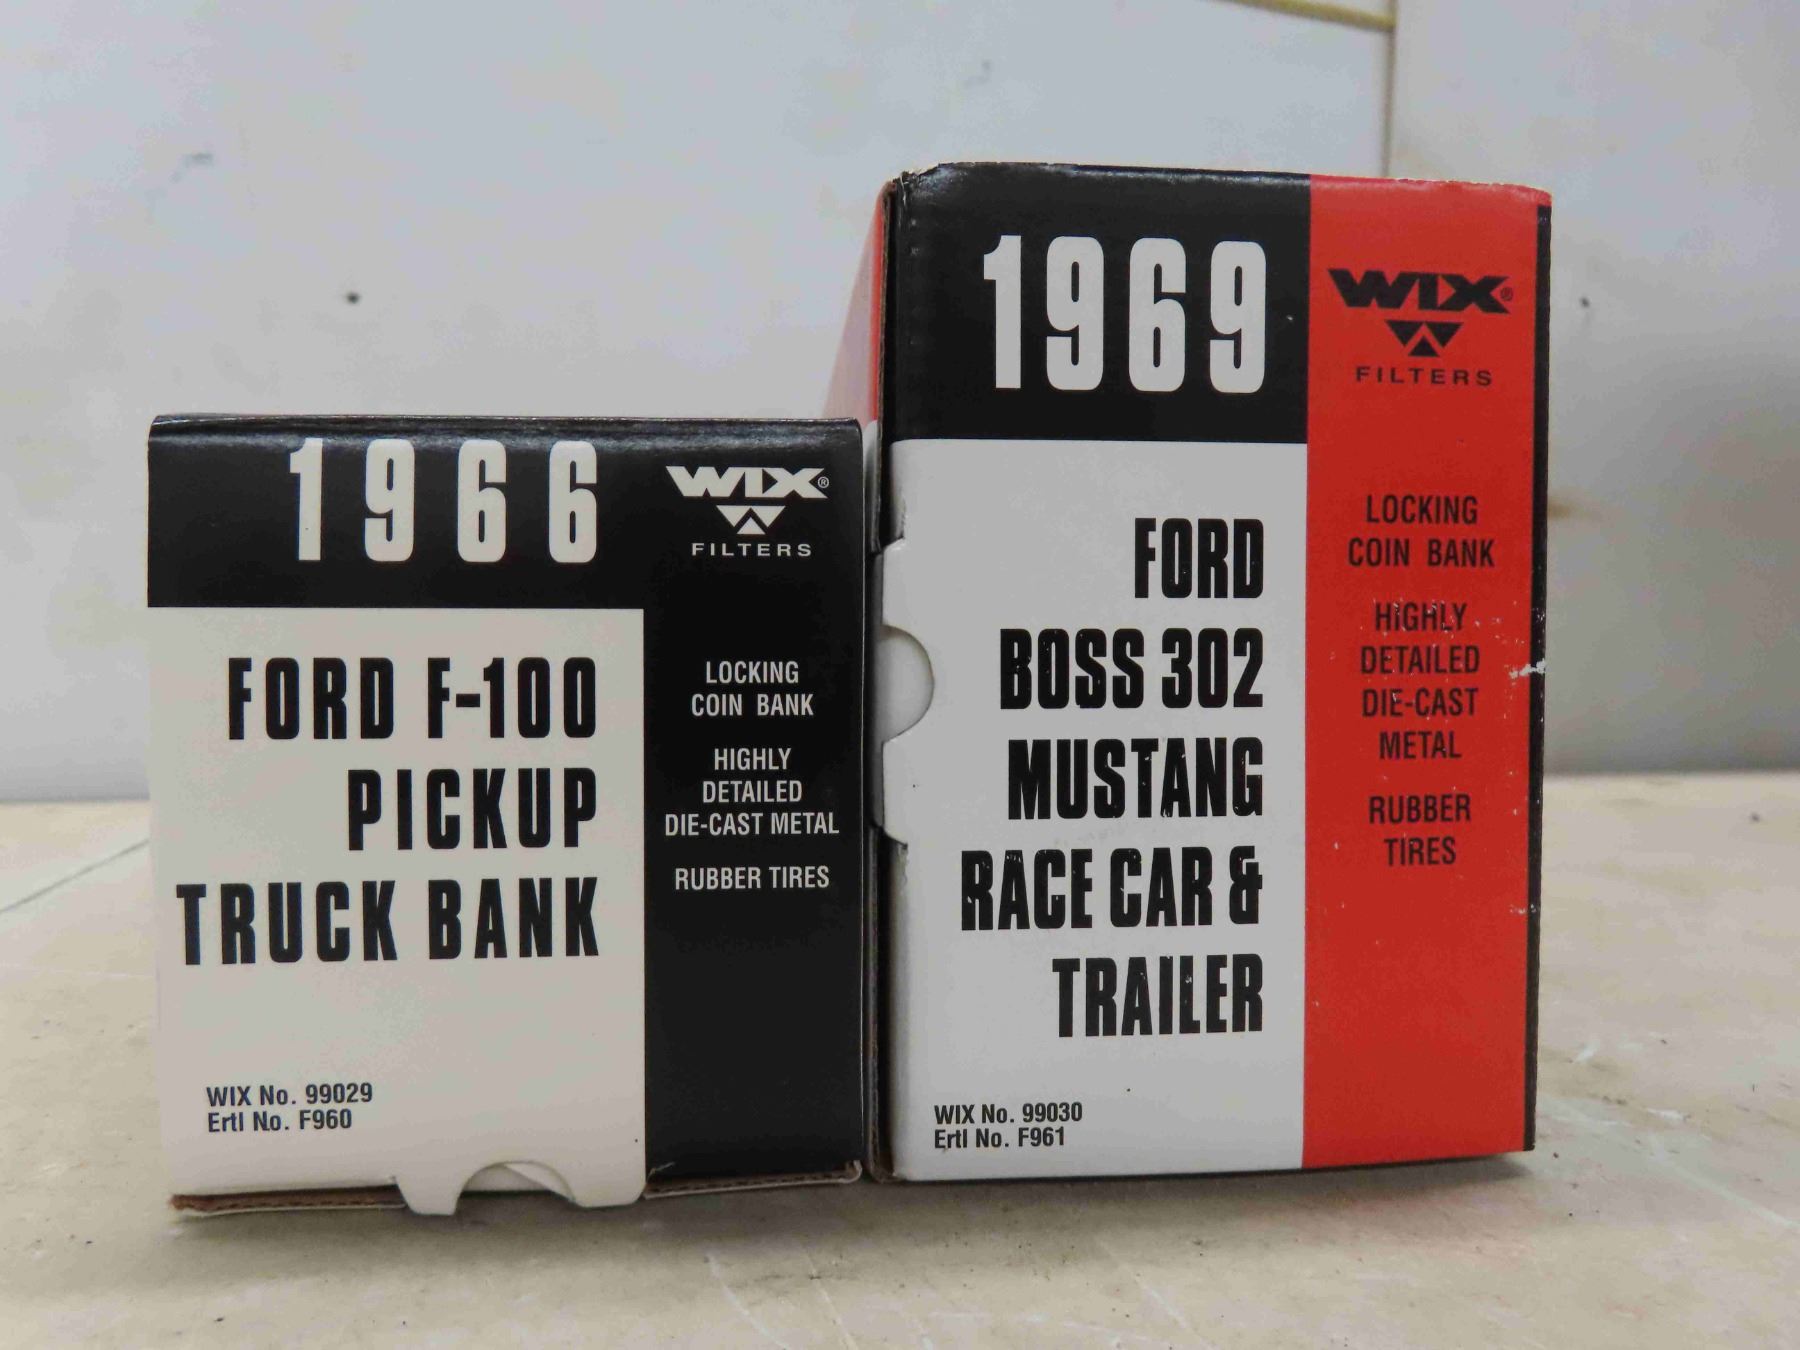 1966
WIX®
FILTERS
FORD F-100
PICKUP
TRUCK BANK
LOCKING
COIN BANK
HIGHLY
DETAILED
DIE-CAST METAL
RUBBER TIRES
WIX No. 99029
Ertl No. F960
1969
WIX®
FILTERS
FORD
BOSS 302
MUSTANG
RACE CAR &
TRAILER
LOCKING
COIN BANK
HIGHLY
DETAILED
DIE-CAST
METAL
RUBBER
TIRES
WIX No. 99030
Ertl No. F961